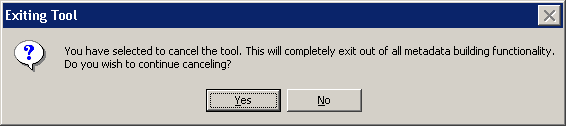 Exiting Tool
You have selected to cancel the tool. This will completely exit out of all metadata building functionality.
Do you wish to continue canceling?
Yes
No